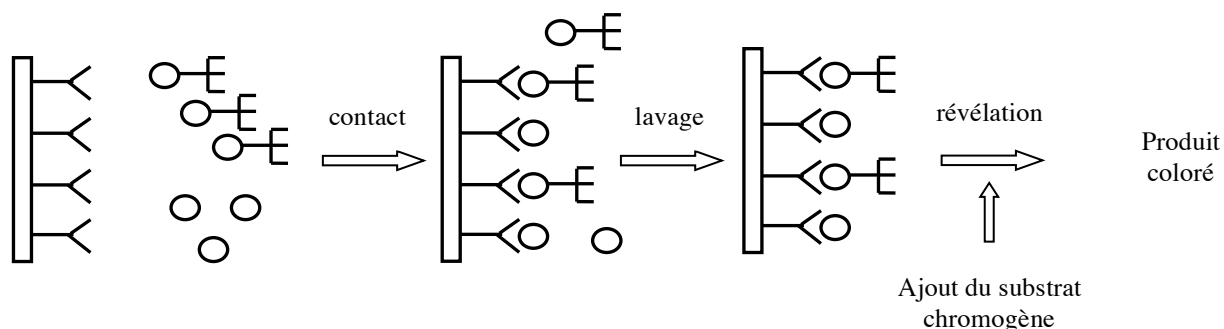 contact
lavage
révélation
Produit
coloré
Ajout du substrat
chromogène